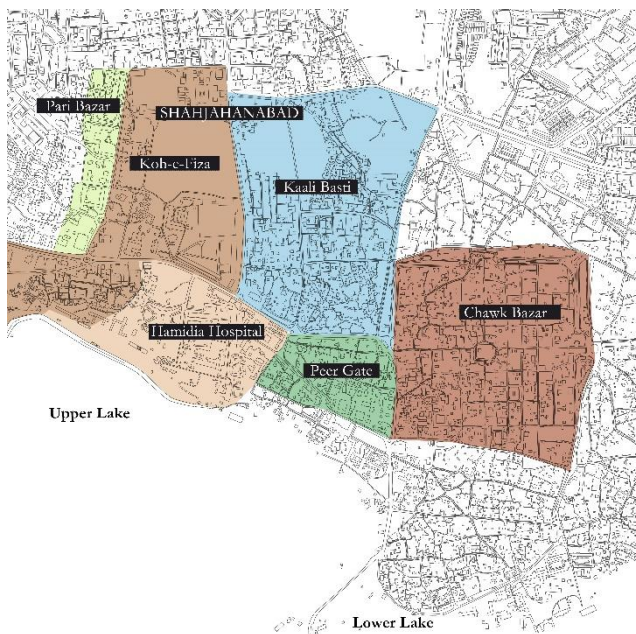 Pari Bazar
SHAHJAHANABAD
Koh-e-Fiza
Kaali Basti
Chawk Bazar
Hamidia Hospital
Peer Gate
Upper Lake
Lower Lake